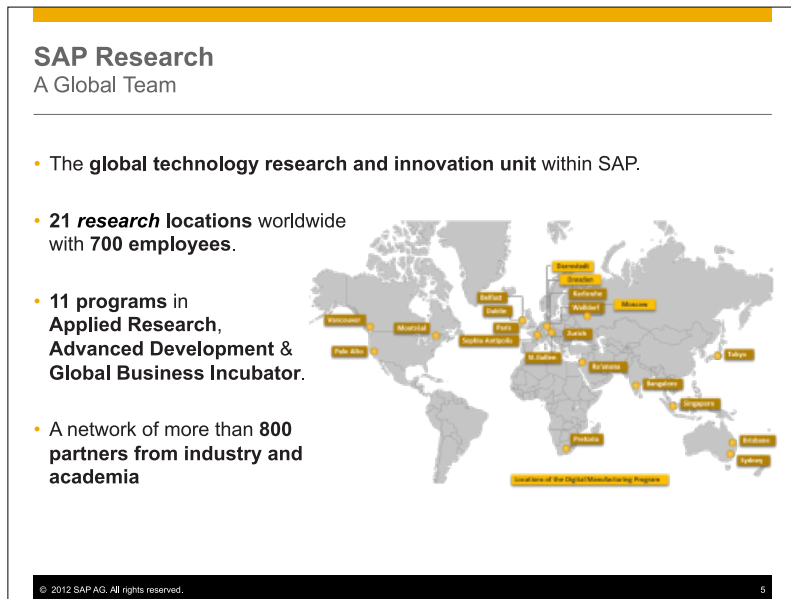 SAP Research
A Global Team
• The global technology research and innovation unit within SAP.
• 21 research locations worldwide
with 700 employees.
• 11 programs in
Applied Research,
Advanced Development &
Global Business Incubator.
• A network of more than 800
partners from industry and
academia
Darmstadt
Dresden
Karlsruhe
Walldorf
Moscow
Belfast
Dublin
Paris
Sophia Antipolis
Zurich
St.Gallen
Vancouver
Montréal
Palo Alto
Ra'anana
Tokyo
Bangalore
Singapore
Pretoria
Brisbane
Sydney
Locations of the Digital Manufacturing Program
© 2012 SAP AG. All rights reserved.
5